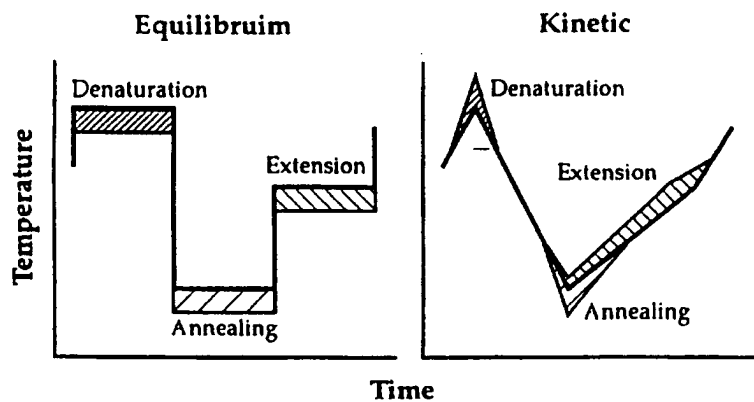 Equilibruim
Kinetic
Denaturation
Extension
Annealing
Denaturation
Extension
Annealing
Temperature
Time